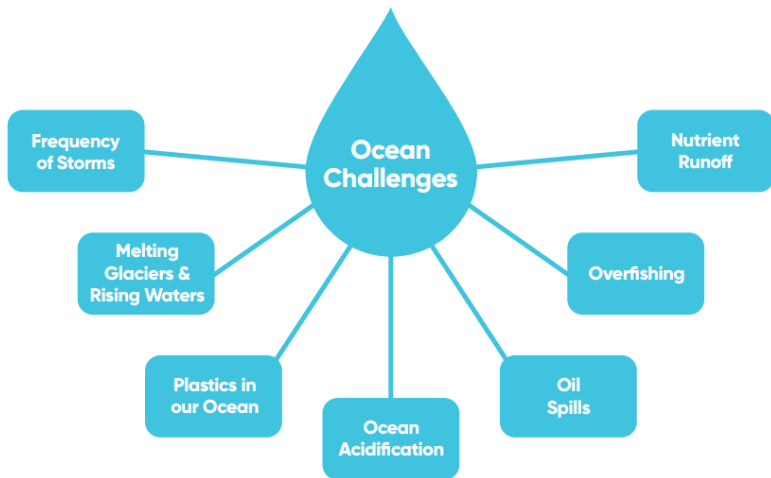 Ocean
Challenges
Frequency
of Storms
Melting
Glaciers &
Rising Waters
Plastics in
our Ocean
Ocean
Acidification
Oil
Spills
Overfishing
Nutrient
Runoff